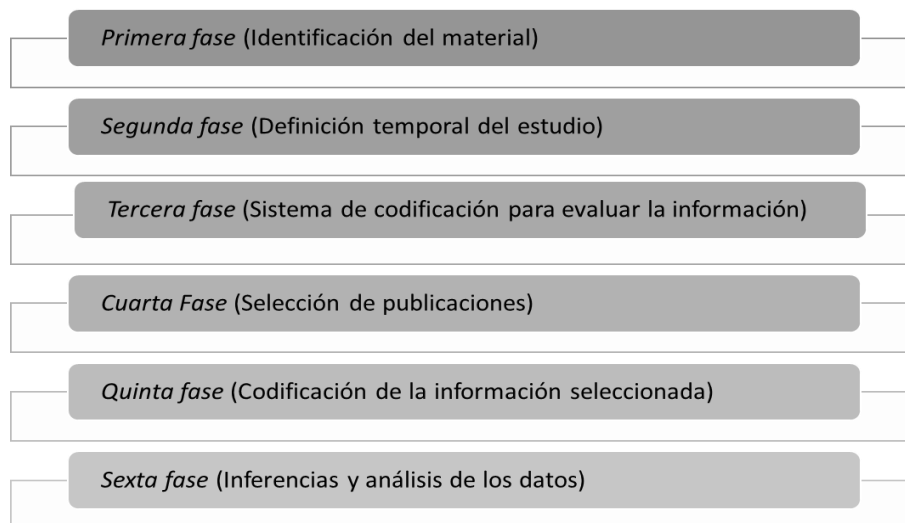 Primera fase (Identificación del material)
Segunda fase (Definición temporal del estudio)
Tercera fase (Sistema de codificación para evaluar la información)
Cuarta Fase (Selección de publicaciones)
Quinta fase (Codificación de la información seleccionada)
Sexta fase (Inferencias y análisis de los datos)